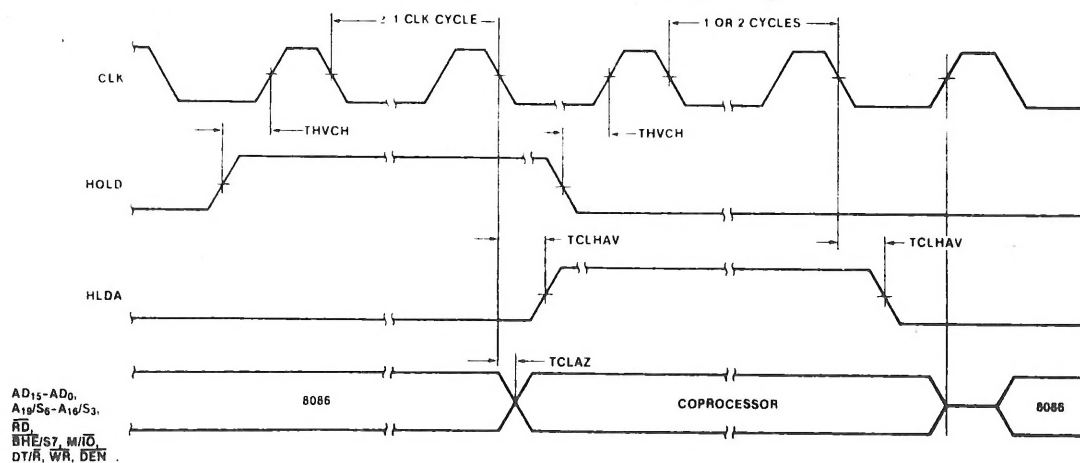 ≥ 1 CLK CYCLE
1 OR 2 CYCLES
CLK
THVCH
THVCH
HOLD
TCLHAV
TCLHAV
HLDA
TCLAZ
8086
COPROCESSOR
8086
AD15-AD0,
A19/S6-A16/S3,
RD,
BHE/S7, M/IO,
DT/R, WR, DEN